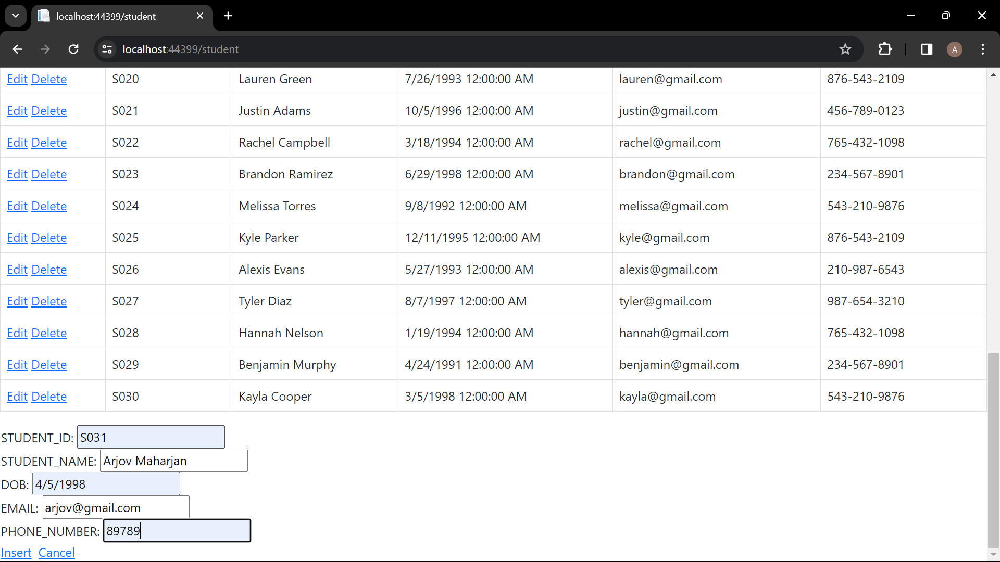 localhost:44399/student
localhost:44399/student
A
Edit Delete S020 Lauren Green 7/26/1993 12:00:00 AM lauren@gmail.com 876-543-2109
Edit Delete S021 Justin Adams 10/5/1996 12:00:00 AM justin@gmail.com 456-789-0123
Edit Delete S022 Rachel Campbell 3/18/1994 12:00:00 AM rachel@gmail.com 765-432-1098
Edit Delete S023 Brandon Ramirez 6/29/1998 12:00:00 AM brandon@gmail.com 234-567-8901
Edit Delete S024 Melissa Torres 9/8/1992 12:00:00 AM melissa@gmail.com 543-210-9876
Edit Delete S025 Kyle Parker 12/11/1995 12:00:00 AM kyle@gmail.com 876-543-2109
Edit Delete S026 Alexis Evans 5/27/1993 12:00:00 AM alexis@gmail.com 210-987-6543
Edit Delete S027 Tyler Diaz 8/7/1997 12:00:00 AM tyler@gmail.com 987-654-3210
Edit Delete S028 Hannah Nelson 1/19/1994 12:00:00 AM hannah@gmail.com 765-432-1098
Edit Delete S029 Benjamin Murphy 4/24/1991 12:00:00 AM benjamin@gmail.com 234-567-8901
Edit Delete S030 Kayla Cooper 3/5/1998 12:00:00 AM kayla@gmail.com 543-210-9876
STUDENT_ID: S031
STUDENT_NAME: Arjov Maharjan
DOB: 4/5/1998
EMAIL: arjov@gmail.com
PHONE_NUMBER: 89789
Insert Cancel